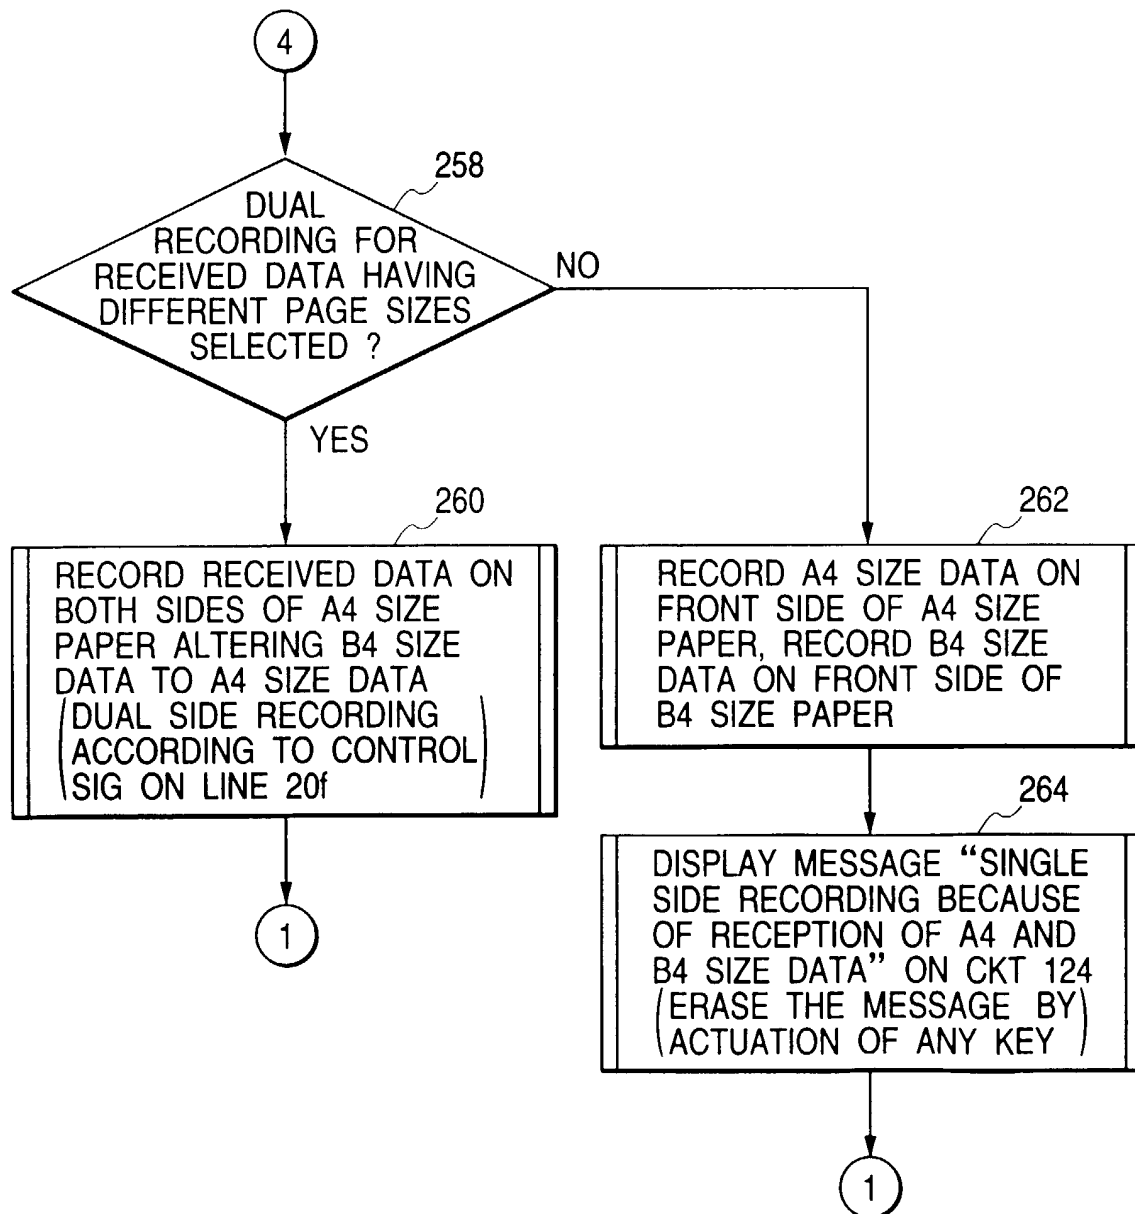 4
258
DUAL
RECORDING FOR
RECEIVED DATA HAVING
DIFFERENT PAGE SIZES
SELECTED ?
NO
YES
260
RECORD RECEIVED DATA ON
BOTH SIDES OF A4 SIZE
PAPER ALTERING B4 SIZE
DATA TO A4 SIZE DATA
(DUAL SIDE RECORDING
ACCORDING TO CONTROL
SIG ON LINE 20f)
1
262
RECORD A4 SIZE DATA ON
FRONT SIDE OF A4 SIZE
PAPER, RECORD B4 SIZE
DATA ON FRONT SIDE OF
B4 SIZE PAPER
264
DISPLAY MESSAGE “SINGLE
SIDE RECORDING BECAUSE
OF RECEPTION OF A4 AND
B4 SIZE DATA” ON CKT 124
(ERASE THE MESSAGE BY
ACTUATION OF ANY KEY)
1